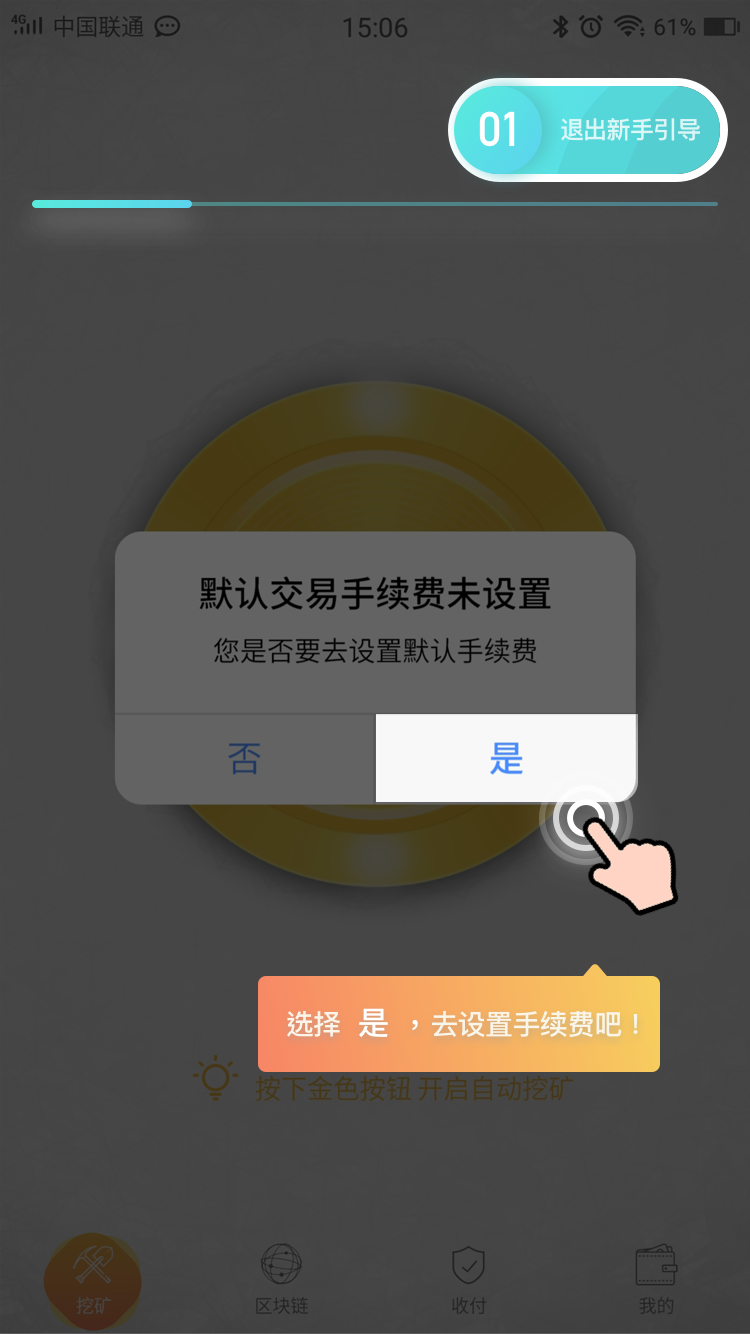 4G 中国联通 15:06 61%
01 退出新手引导
默认交易手续费未设置
您是否要去设置默认手续费
否 是
选择 是 ，去设置手续费吧！
按下金色按钮 开启自动挖矿
挖矿 区块链 收付 我的